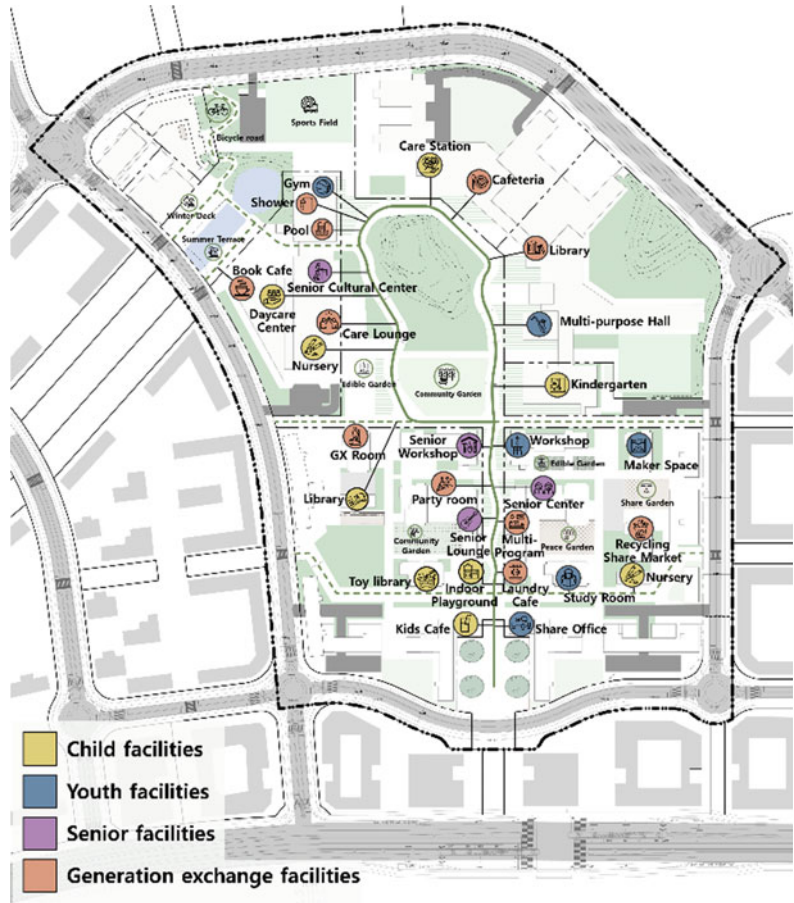 Sports Field
Bicycle road
Care Station
Cafeteria
Gym
Shower
Pool
Winter Deck
Summer Terrace
Library
Book Cafe
Senior Cultural Center
Daycare
Center
Care Lounge
Multi-purpose Hall
Nursery
Edible Garden
Community Garden
Kindergarten
GX Room
Senior
Workshop
Workshop
Edible Garden
Maker Space
Library
Party room
Senior Center
Share Garden
Community
Garden
Senior
Lounge
Multi-
Program
Peace Garden
Recycling
Share Market
Toy library
Indoor
Playground
Laundry
Cafe
Study Room
Nursery
Kids Cafe
Share Office
Child facilities
Youth facilities
Senior facilities
Generation exchange facilities